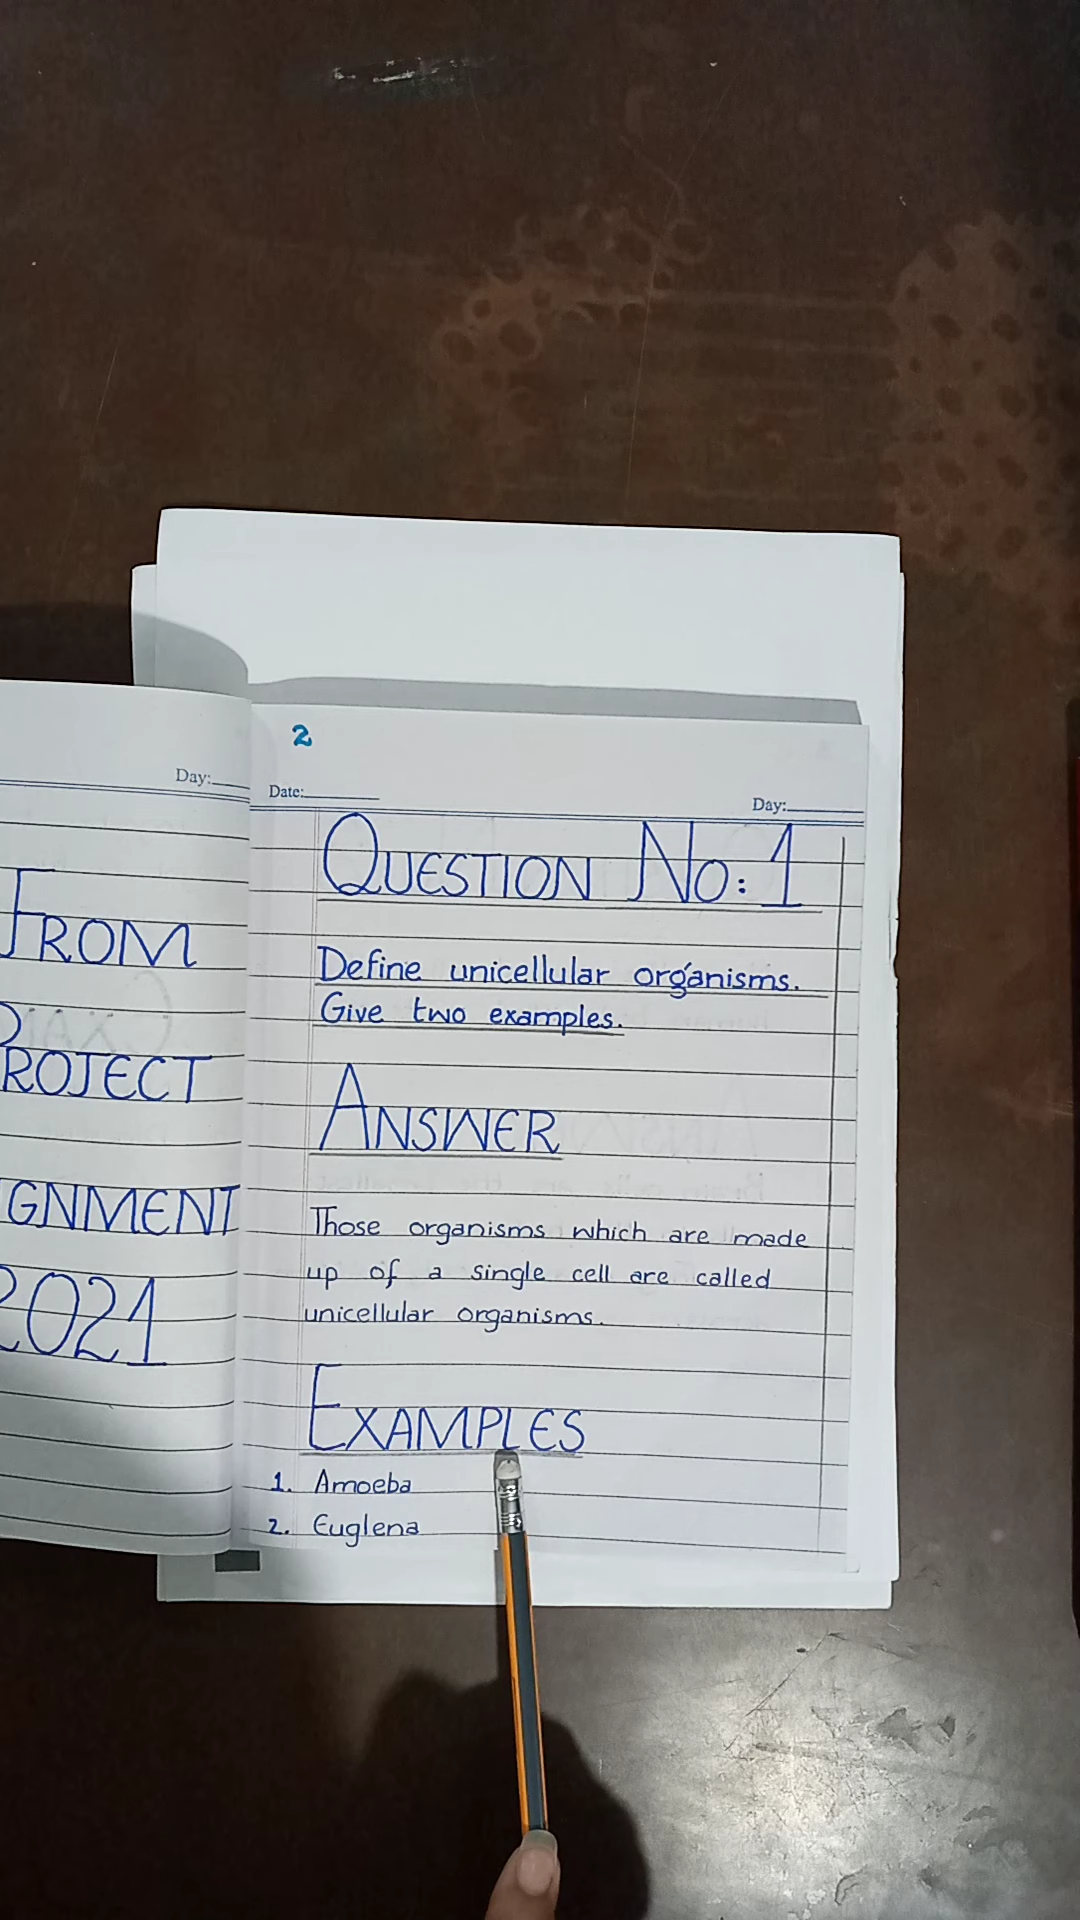 Day:
FROM
PROJECT
GNMENT
2021
2
Date:
Day:
QUESTION No: 1
Define unicellular organisms.
Give two examples.
ANSWER
Those organisms which are made
up of a single cell are called
unicellular organisms.
EXAMPLES
1. Amoeba
2. Euglena